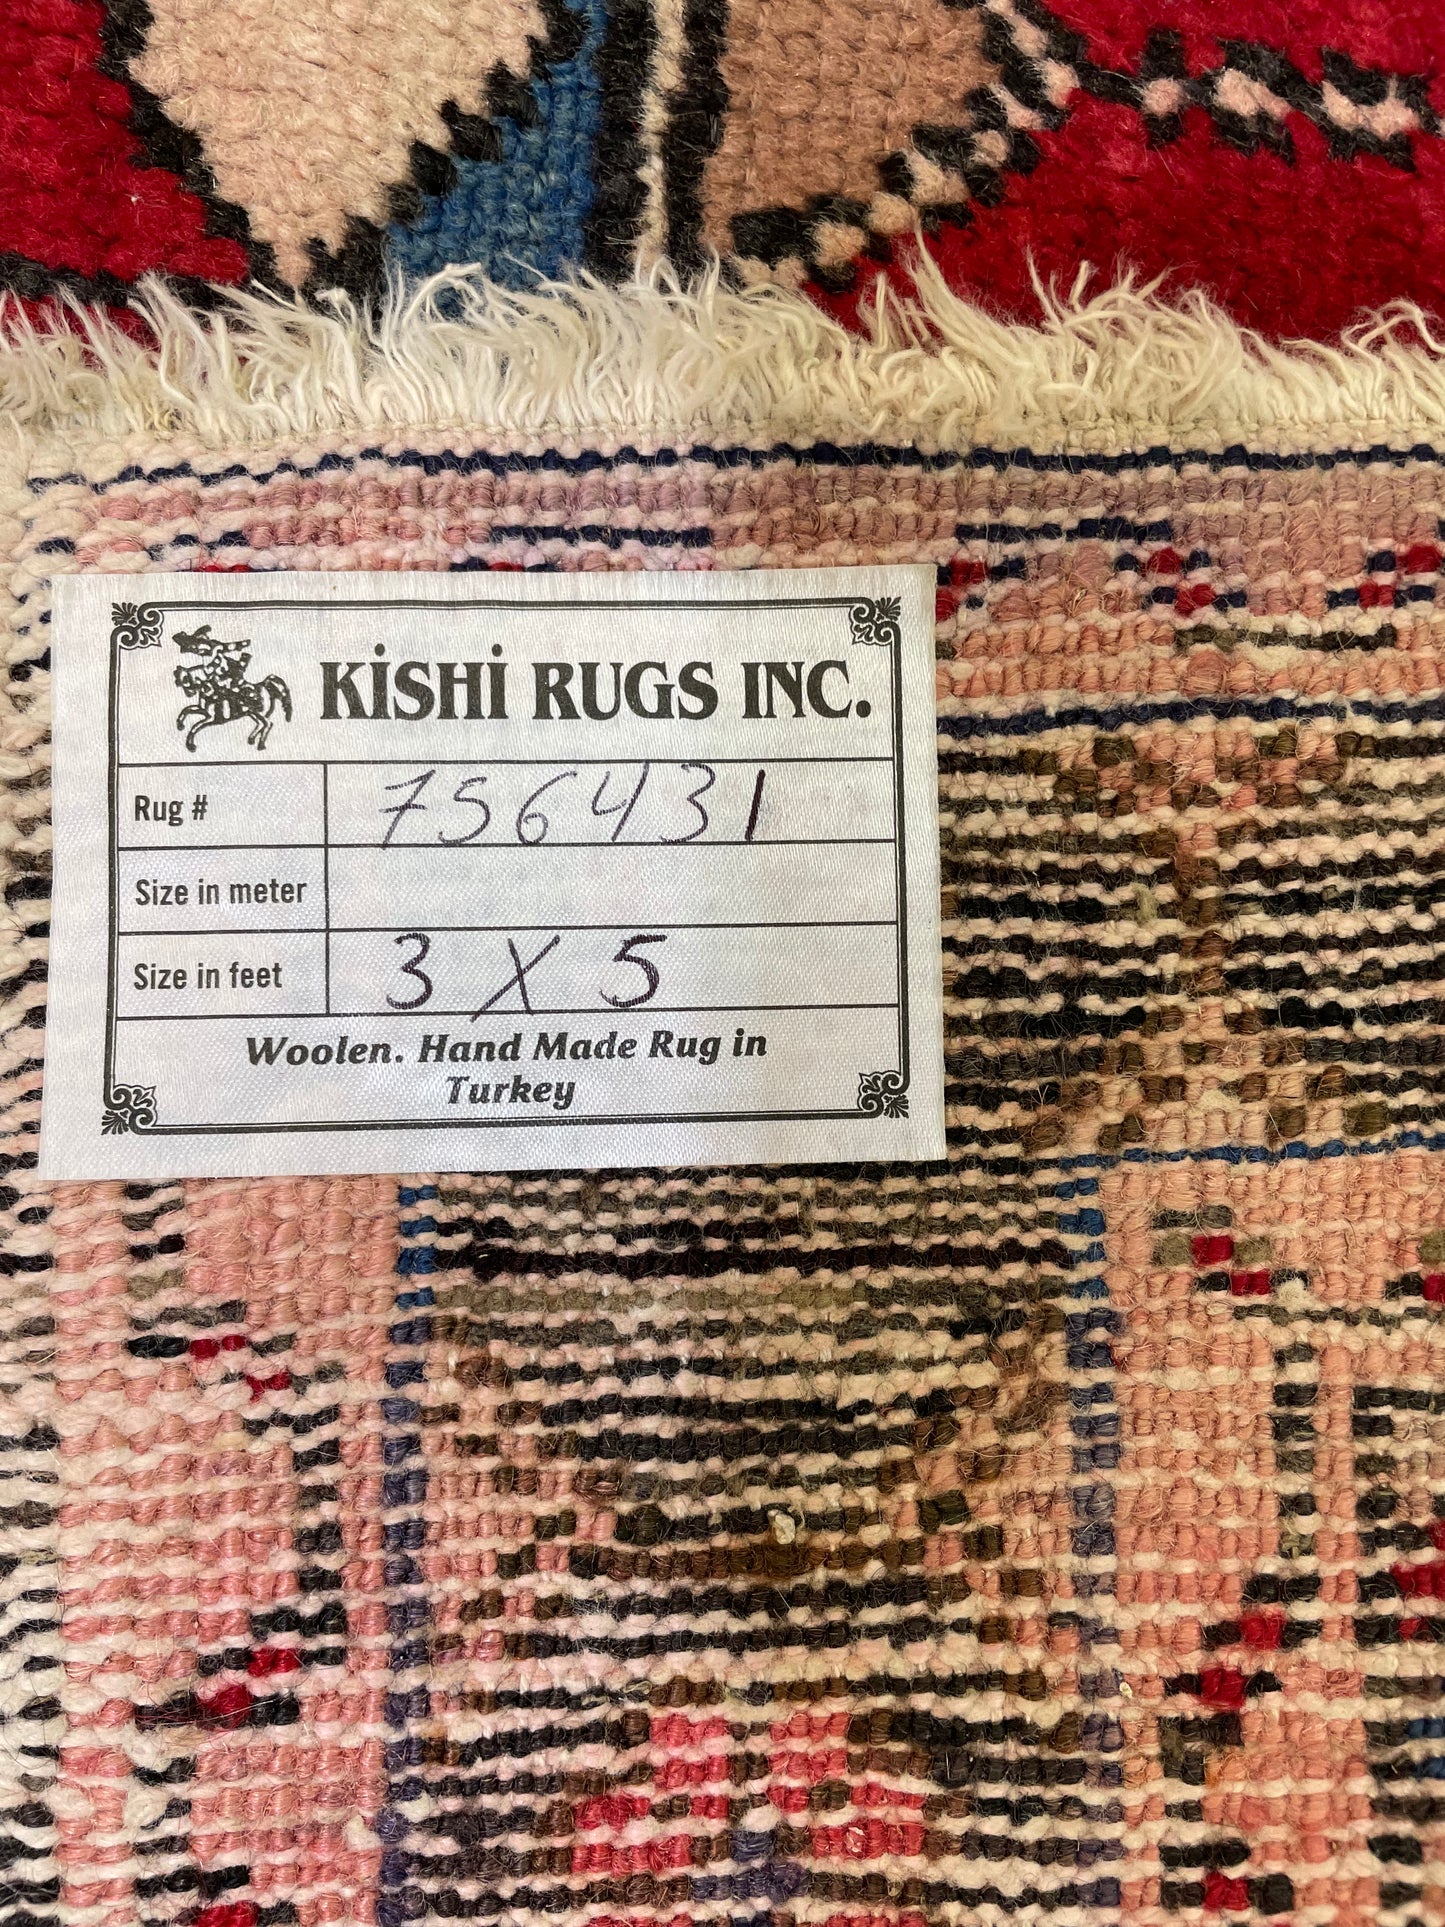 KiSHi RUGS INC.
Rug # 756431
Size in meter
Size in feet 3 X 5
Woolen. Hand Made Rug in
Turkey